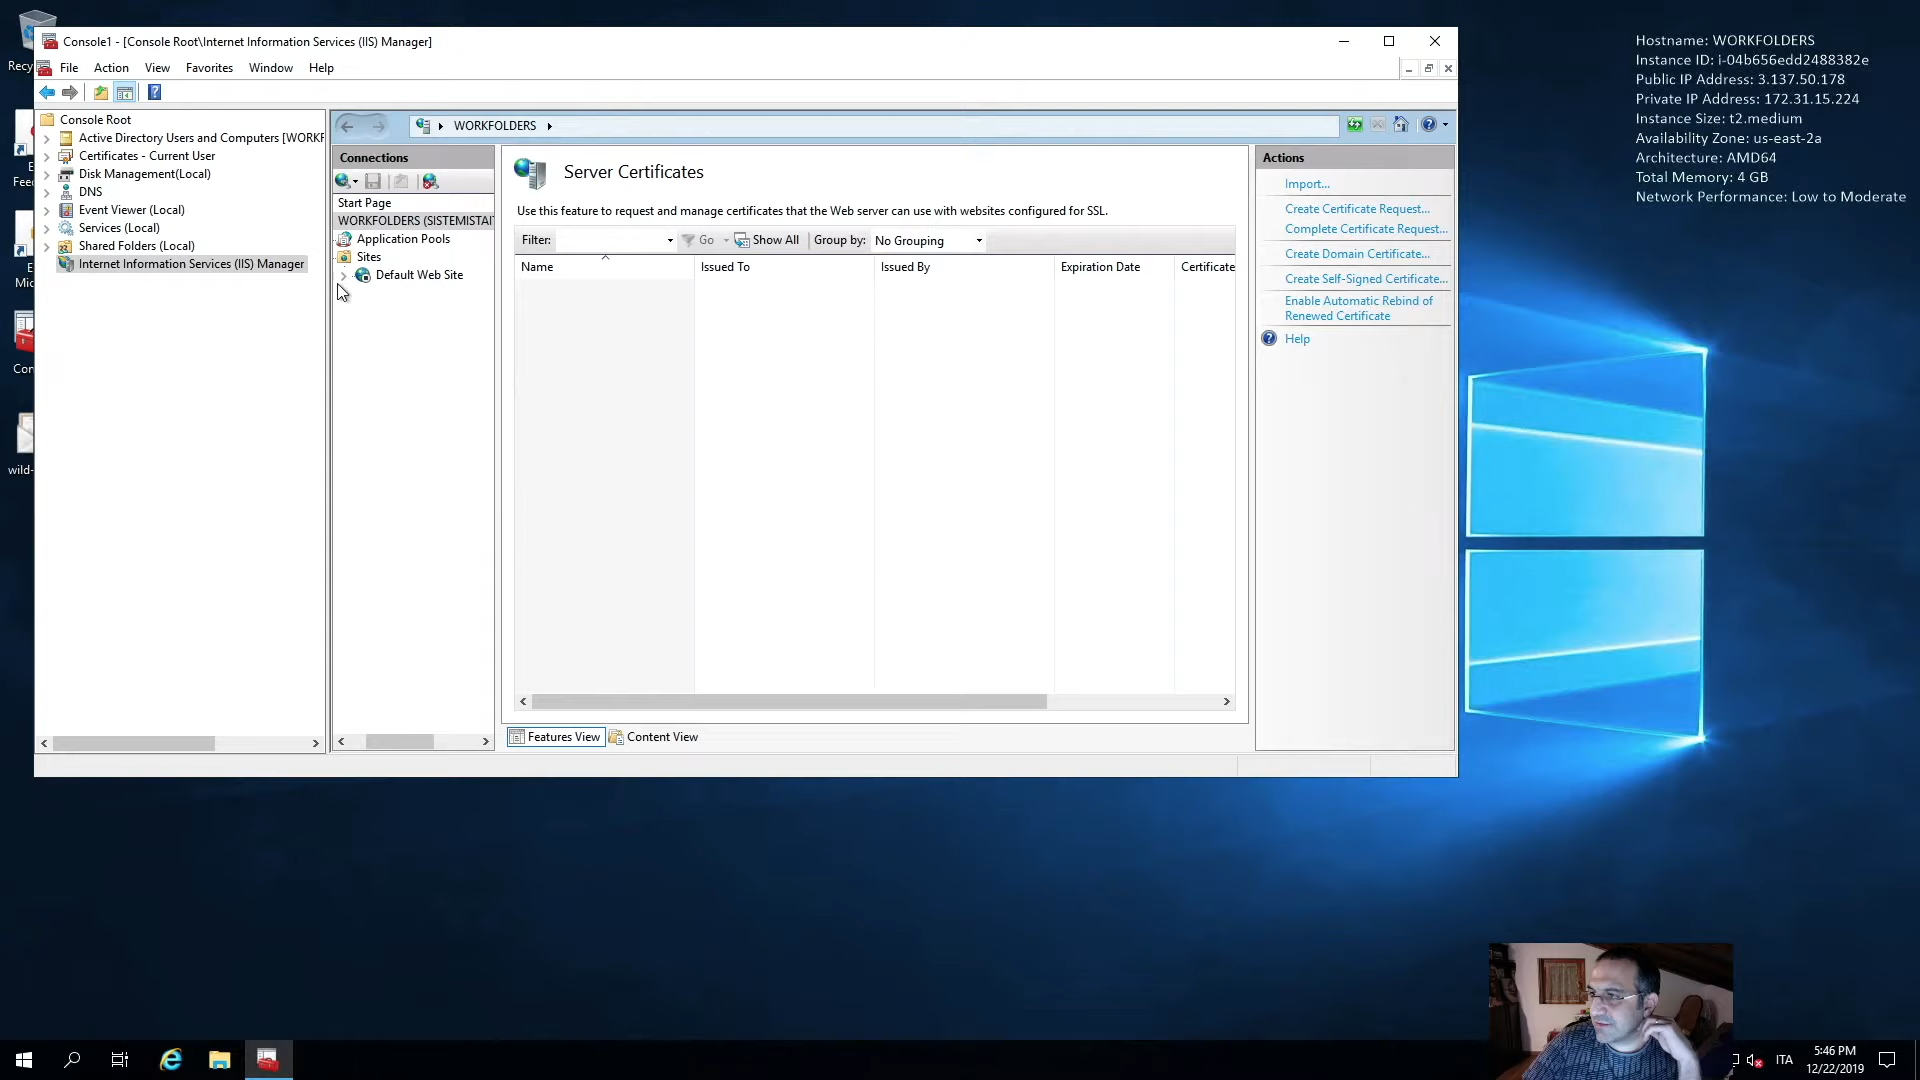 Recy
Console1 - [Console Root\Internet Information Services (IIS) Manager]
File Action View Favorites Window Help
Console Root
Active Directory Users and Computers [WORKF
Certificates - Current User
Disk Management(Local)
DNS
Event Viewer (Local)
Services (Local)
Shared Folders (Local)
Internet Information Services (IIS) Manager
WORKFOLDERS
Connections
Start Page
WORKFOLDERS (SISTEMISTAI
Application Pools
Sites
Default Web Site
Server Certificates
Use this feature to request and manage certificates that the Web server can use with websites configured for SSL.
Filter: Go Show All Group by: No Grouping
Name Issued To Issued By Expiration Date Certificate
Features View Content View
Actions
Import...
Create Certificate Request...
Complete Certificate Request...
Create Domain Certificate...
Create Self-Signed Certificate...
Enable Automatic Rebind of
Renewed Certificate
Help
E
Feed
E
Mic
Con
wild-
Hostname: WORKFOLDERS
Instance ID: i-04b656edd2488382e
Public IP Address: 3.137.50.178
Private IP Address: 172.31.15.224
Instance Size: t2.medium
Availability Zone: us-east-2a
Architecture: AMD64
Total Memory: 4 GB
Network Performance: Low to Moderate
ITA
5:46 PM
12/22/2019